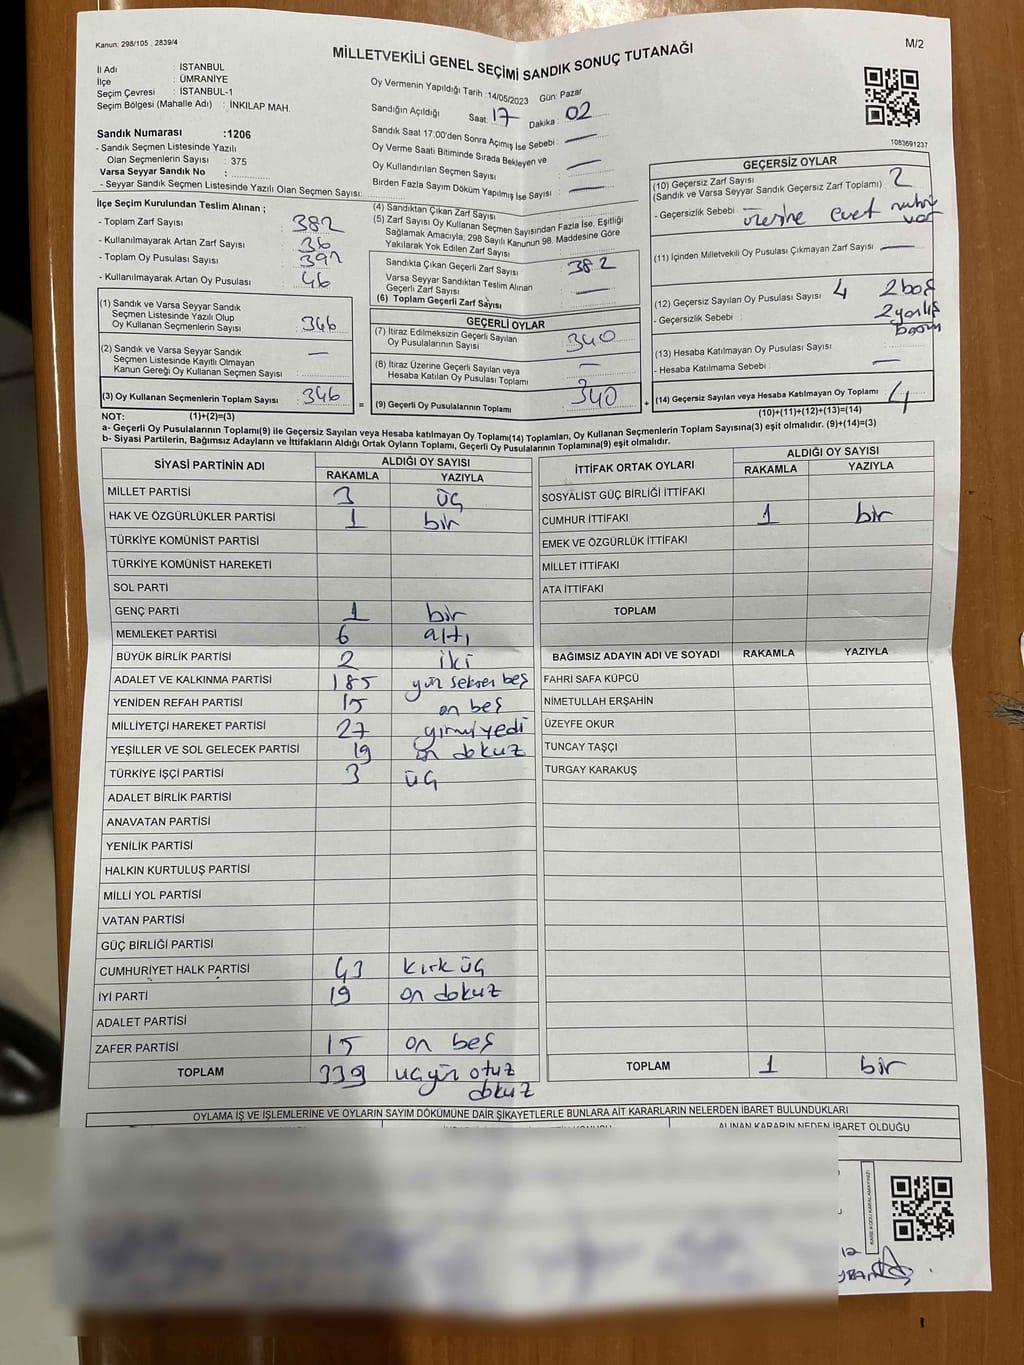 Kanun: 298/105 , 2839/4
MİLLETVEKİLİ GENEL SEÇİMİ SANDIK SONUÇ TUTANAĞI
M/2
İl Adı : İSTANBUL
İlçe : ÜMRANİYE
Seçim Çevresi : İSTANBUL-1
Seçim Bölgesi (Mahalle Adı) : İNKILAP MAH.
Sandık Numarası :1206
- Sandık Seçmen Listesinde Yazılı
Olan Seçmenlerin Sayısı : 375
Varsa Seyyar Sandık No :
- Seyyar Sandık Seçmen Listesinde Yazılı Olan Seçmen Sayısı:
Oy Vermenin Yapıldığı Tarih :14/05/2023 Gün: Pazar
Sandığın Açıldığı Saat: 17 Dakika: 02
Sandık Saat 17:00'den Sonra Açımış İse Sebebi : —
Oy Verme Saati Bitiminde Sırada Bekleyen ve
Oy Kullandırılan Seçmen Sayısı : —
Birden Fazla Sayım Döküm Yapılmış İse Sayısı : —
1083691237
İlçe Seçim Kurulundan Teslim Alınan ;
- Toplam Zarf Sayısı : 382
- Kullanılmayarak Artan Zarf Sayısı : 36
- Toplam Oy Pusulası Sayısı
- Kullanılmayarak Artan Oy Pusulası : 46
(1) Sandık ve Varsa Seyyar Sandık
Seçmen Listesinde Yazılı Olup
Oy Kullanan Seçmenlerin Sayısı : 346
(2) Sandık ve Varsa Seyyar Sandık
Seçmen Listesinde Kayıtlı Olmayan
Kanun Gereği Oy Kullanan Seçmen Sayısı : —
(3) Oy Kullanan Seçmenlerin Toplam Sayısı : 346 =
(4) Sandıktan Çıkan Zarf Sayısı
(5) Zarf Sayısı Oy Kullanan Seçmen Sayısından Fazla İse, Eşitliği
Sağlamak Amacıyla, 298 Sayılı Kanunun 98. Maddesine Göre
Yakılarak Yok Edilen Zarf Sayısı
Sandıkta Çıkan Geçerli Zarf Sayısı : 382
Varsa Seyyar Sandıktan Teslim Alınan
Geçerli Zarf Sayısı : —
(6) Toplam Geçerli Zarf Sayısı
GEÇERLİ OYLAR
(7) İtiraz Edilmeksizin Geçerli Sayılan
Oy Pusulalarının Sayısı : 340
(8) İtiraz Üzerine Geçerli Sayılan veya
Hesaba Katılan Oy Pusulası Toplamı : —
(9) Geçerli Oy Pusulalarının Toplamı : 340 +
GEÇERSİZ OYLAR
(10) Geçersiz Zarf Sayısı
(Sandık ve Varsa Seyyar Sandık Geçersiz Zarf Toplamı) : 2
- Geçersizlik Sebebi : üzerine evet mührü
var
(11) İçinden Milletvekili Oy Pusulası Çıkmayan Zarf Sayısı : —
(12) Geçersiz Sayılan Oy Pusulası Sayısı : 4 2 boş
- Geçersizlik Sebebi : 2 yanlış
basım
(13) Hesaba Katılmayan Oy Pusulası Sayısı : —
- Hesaba Katılmama Sebebi : —
(14) Geçersiz Sayılan veya Hesaba Katılmayan Oy Toplamı : 4
(10)+(11)+(12)+(13)=(14)
NOT: (1)+(2)=(3)
a- Geçerli Oy Pusulasının Toplamı(9) ile Geçersiz Sayılan veya Hesaba katılmayan Oy Toplamı(14) Toplamları, Oy Kullanan Seçmenlerin Toplam Sayısına(3) eşit olmalıdır. (9)+(14)=(3)
b- Siyasi Partilerin, Bağımsız Adayların ve İttifakların Aldığı Ortak Oyların Toplamı, Geçerli Oy Pusulalarının Toplamına(9) eşit olmalıdır.
SİYASİ PARTİNİN ADI ALDIĞI OY SAYISI
RAKAMLA YAZIYLA
MİLLET PARTİSİ 3 üç
HAK VE ÖZGÜRLÜKLER PARTİSİ 1 bir
TÜRKİYE KOMÜNİST PARTİSİ
TÜRKİYE KOMÜNİST HAREKETİ
SOL PARTİ
GENÇ PARTİ 1 bir
MEMLEKET PARTİSİ 6 altı
BÜYÜK BİRLİK PARTİSİ 2 iki
ADALET VE KALKINMA PARTİSİ 185 yüz seksen beş
YENİDEN REFAH PARTİSİ 15 on beş
MİLLİYETÇİ HAREKET PARTİSİ 27 yirmi yedi
YEŞİLLER VE SOL GELECEK PARTİSİ 19 on dokuz
TÜRKİYE İŞÇİ PARTİSİ 3 üç
ADALET BİRLİK PARTİSİ
ANAVATAN PARTİSİ
YENİLİK PARTİSİ
HALKIN KURTULUŞ PARTİSİ
MİLLİ YOL PARTİSİ
VATAN PARTİSİ
GÜÇ BİRLİĞİ PARTİSİ
CUMHURİYET HALK PARTİSİ 43 kırk üç
İYİ PARTİ 19 on dokuz
ADALET PARTİSİ
ZAFER PARTİSİ 15 on beş
TOPLAM 339 üçyüz otuz
dokuz
İTTİFAK ORTAK OYLARI ALDIĞI OY SAYISI
RAKAMLA YAZIYLA
SOSYALİST GÜÇ BİRLİĞİ İTTİFAKI
CUMHUR İTTİFAKI 1 bir
EMEK VE ÖZGÜRLÜK İTTİFAKI
MİLLET İTTİFAKI
ATA İTTİFAKI
TOPLAM
BAĞIMSIZ ADAYIN ADI VE SOYADI RAKAMLA YAZIYLA
FAHRİ SAFA KÜPCÜ
NİMETULLAH ERŞAHİN
ÜZEYFE OKUR
TUNCAY TAŞÇI
TURGAY KARAKUŞ
TOPLAM 1 bir
OYLAMA İŞ VE İŞLEMLERİNE VE OYLARIN SAYIM DÖKÜMÜNE DAİR ŞİKAYETLERLE BUNLARA AİT KARARLARIN NELERDEN İBARET BULUNDUKLARI
ALINAN KARARIN NEDEN İBARET OLDUĞU